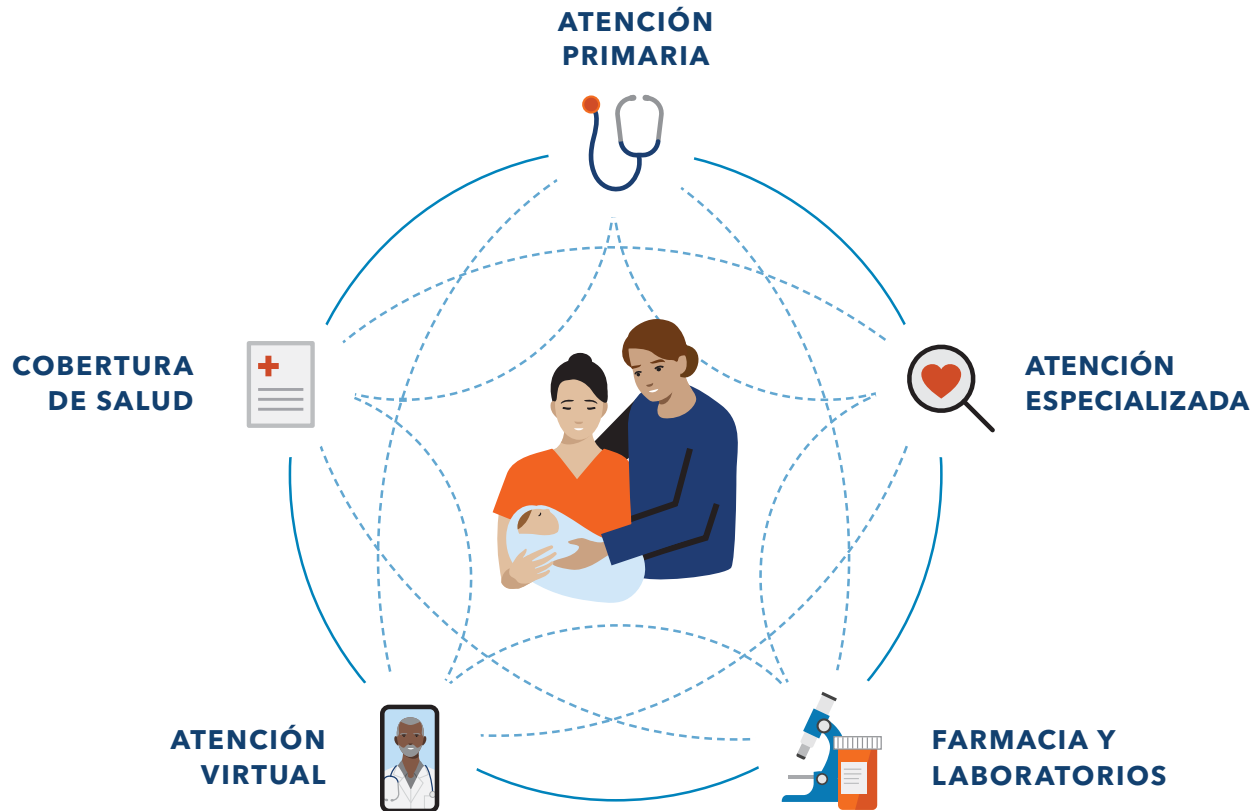 ATENCIÓN
PRIMARIA
COBERTURA
DE SALUD
ATENCIÓN
ESPECIALIZADA
ATENCIÓN
VIRTUAL
FARMACIA Y
LABORATORIOS